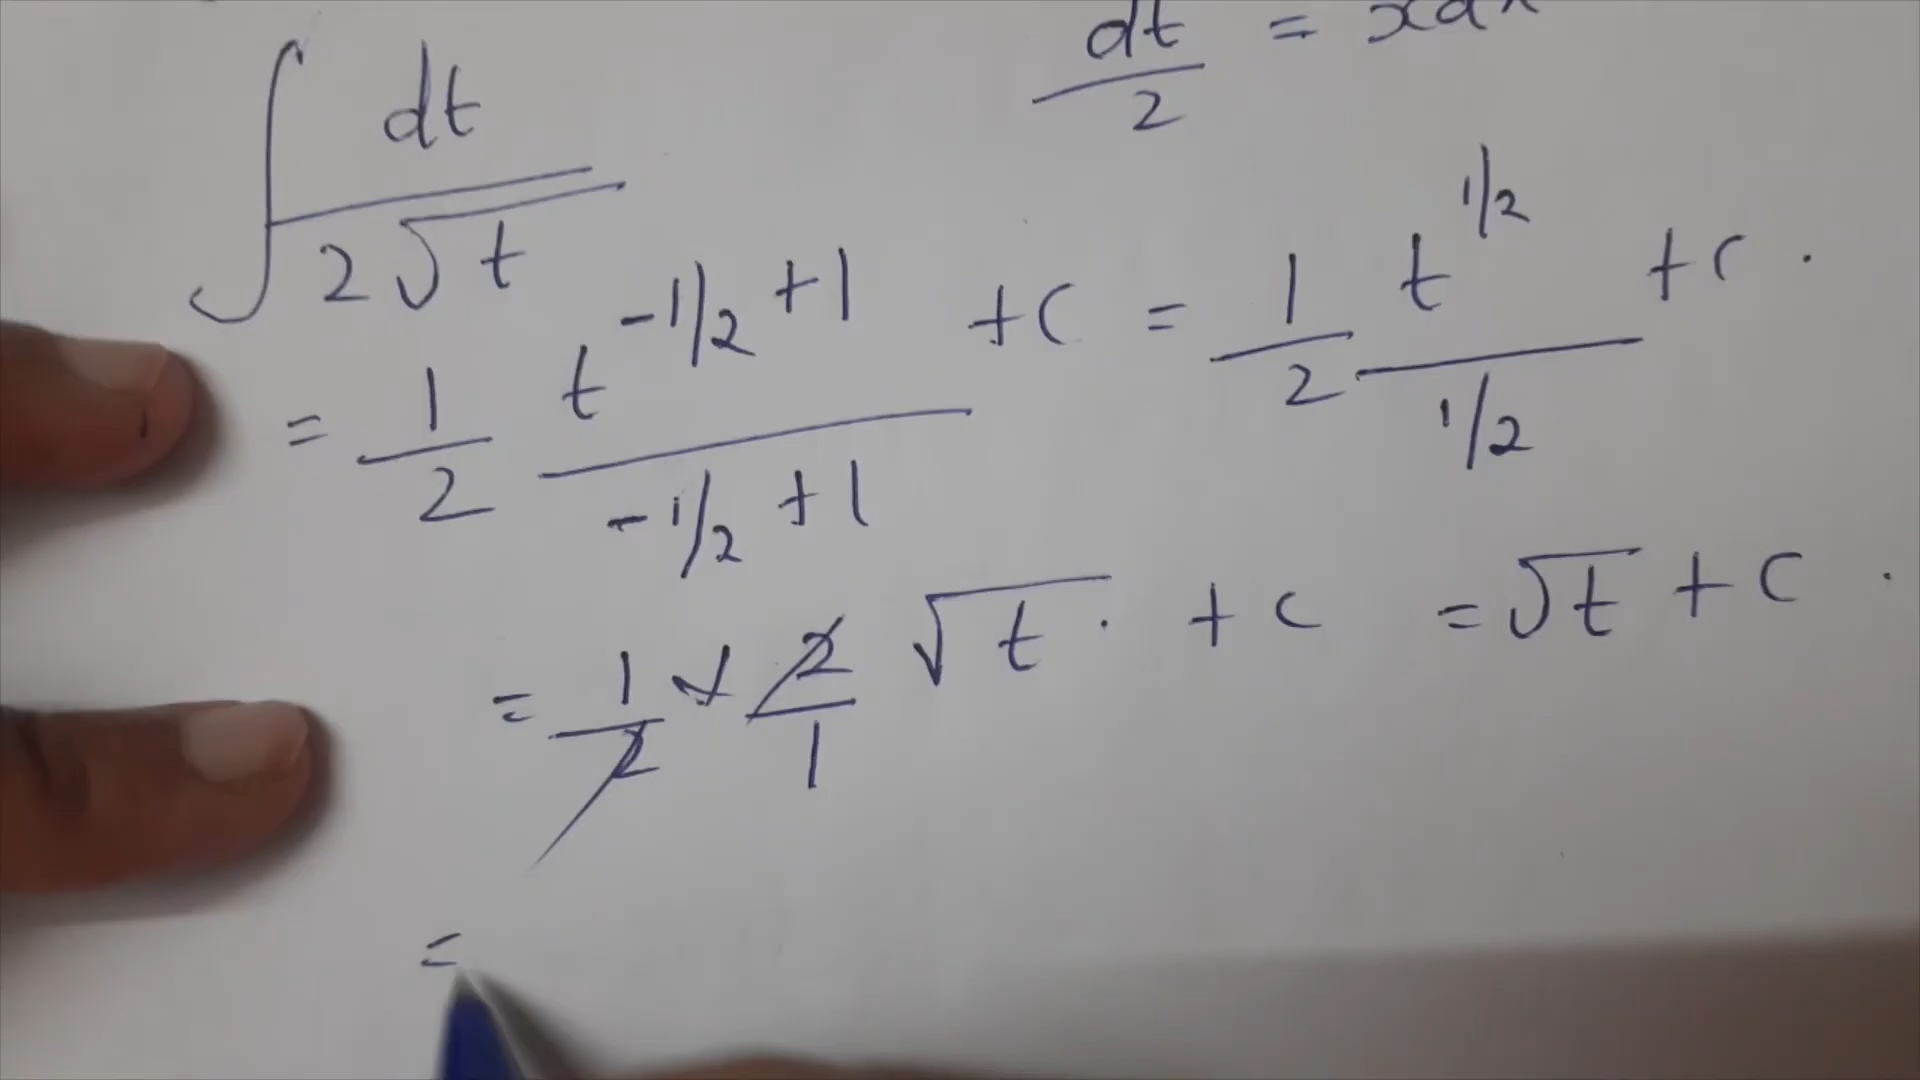 dt/2 = xdx
∫ dt/(2√t)
= 1/2 t^(-1/2 +1)/(-1/2 +1) + C = 1/2 t^(1/2)/(1/2) + C.
= 1/2 × 2/1 √t. + C = √t + C.
=